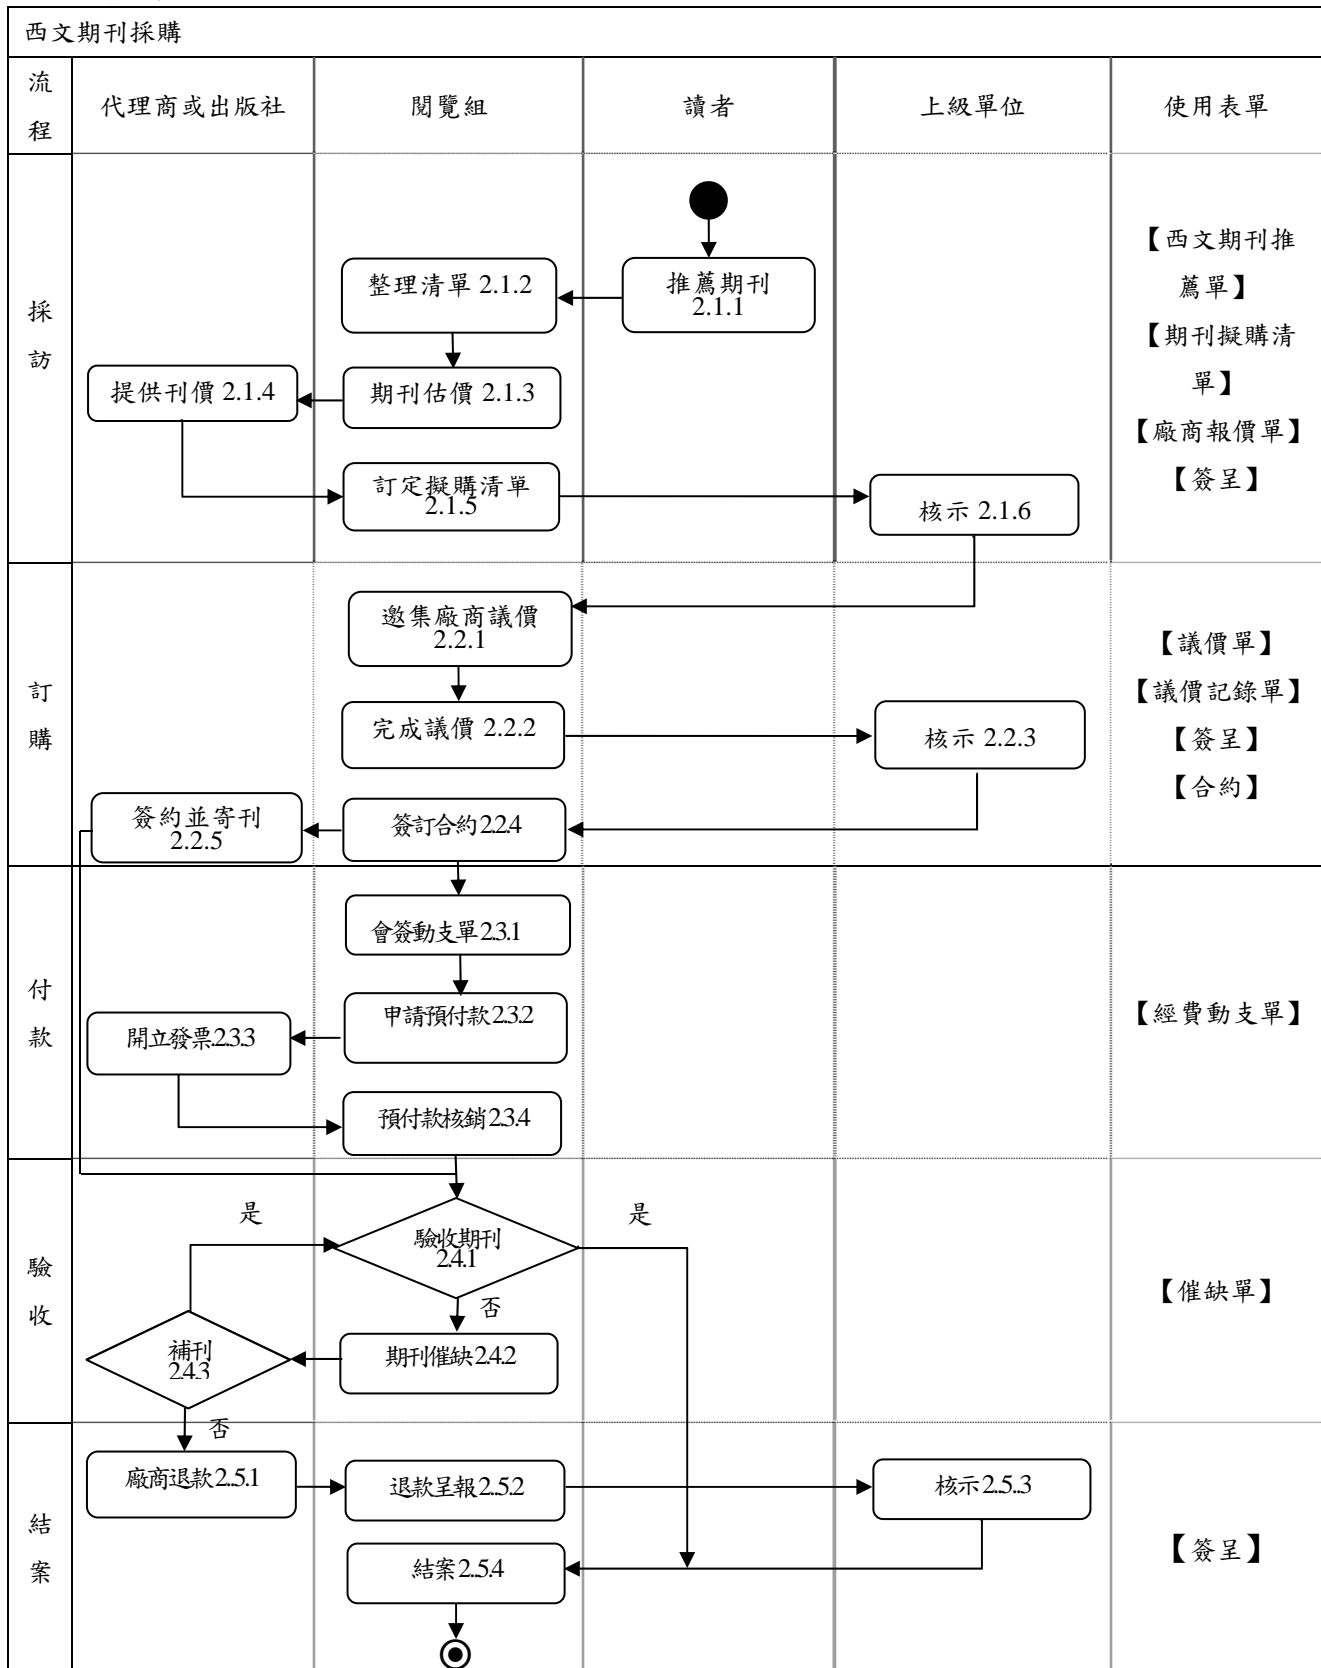 西文期刊採購
流
程
代理商或出版社
閱覽組
讀者
上級單位
使用表單
採
訪
推薦期刊
2.1.1
整理清單 2.1.2
期刊估價 2.1.3
提供刊價 2.1.4
訂定擬購清單
2.1.5
核示 2.1.6
【西文期刊推
薦單】
【期刊擬購清
單】
【廠商報價單】
【簽呈】
訂
購
邀集廠商議價
2.2.1
完成議價 2.2.2
核示 2.2.3
簽訂合約2.2.4
簽約並寄刊
2.2.5
【議價單】
【議價記錄單】
【簽呈】
【合約】
付
款
會簽動支單2.3.1
申請預付款2.3.2
開立發票2.3.3
預付款核銷2.3.4
【經費動支單】
驗
收
是
驗收期刊
2.4.1
是
否
期刊催缺2.4.2
補刊
2.4.3
否
【催缺單】
結
案
廠商退款2.5.1
退款呈報2.5.2
核示2.5.3
結案2.5.4
【簽呈】